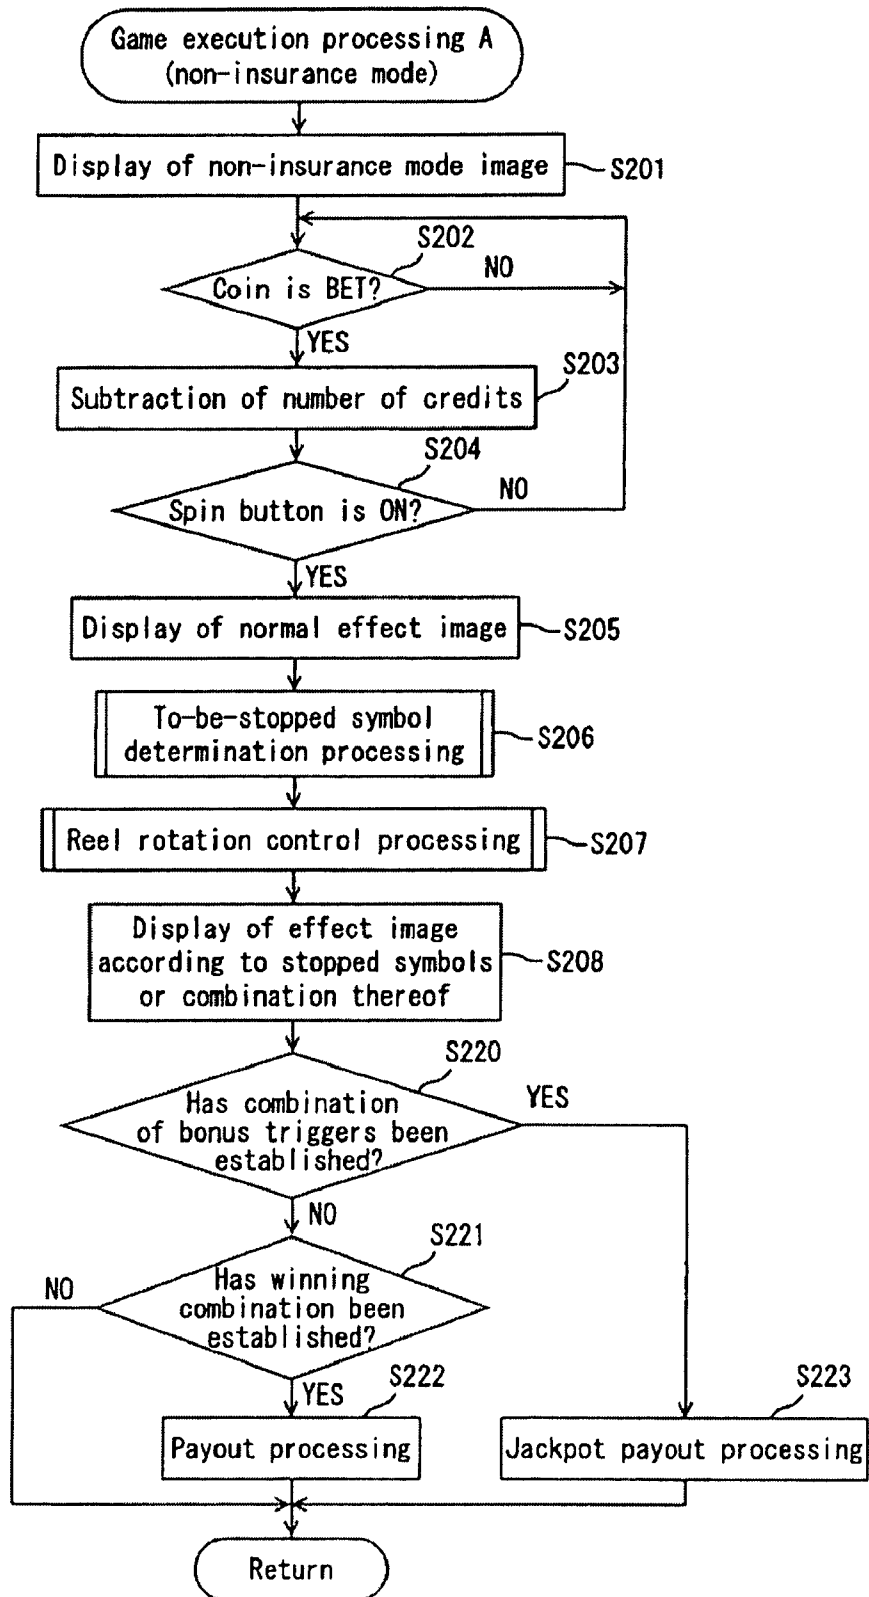 Game execution processing A
(non-insurance mode)
Display of non-insurance mode image
S201
S202
Coin is BET?
NO
YES
S203
Subtraction of number of credits
S204
Spin button is ON?
NO
YES
Display of normal effect image
S205
To-be-stopped symbol
determination processing
S206
Reel rotation control processing
S207
Display of effect image
according to stopped symbols
or combination thereof
S208
S220
Has combination
of bonus triggers been
established?
YES
NO
S221
Has winning
combination been
established?
NO
YES
S222
Payout processing
S223
Jackpot payout processing
Return